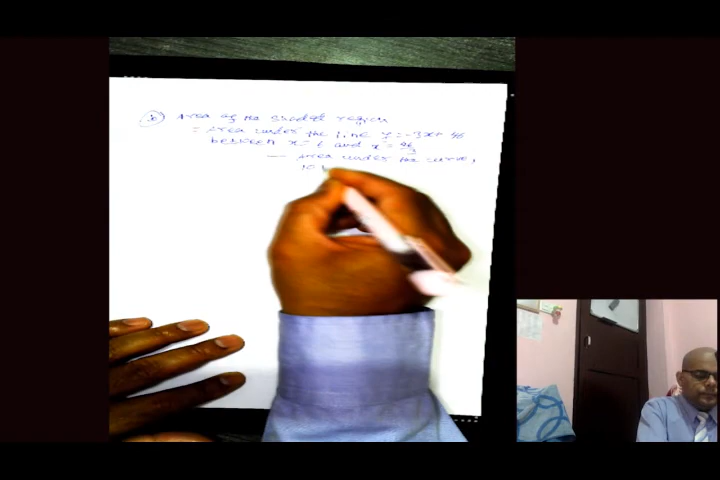 (b) Area of the shaded region
= Area under the line y = -3x + 46
between x = 6 and x = 46/3
— Area under the curve,